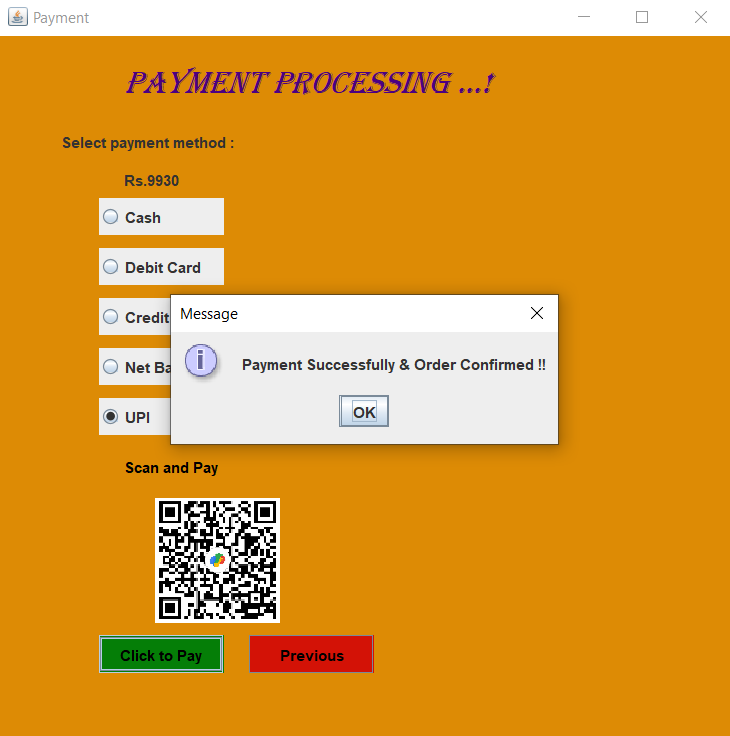 Payment
PAYMENT PROCESSING ...!
Select payment method :
Rs.9930
Cash
Debit Card
Credit
Message
Payment Successfully & Order Confirmed !!
Net Ba
OK
UPI
Scan and Pay
Click to Pay
Previous